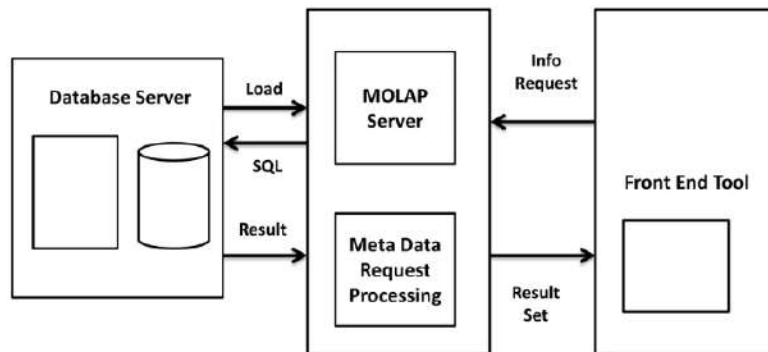 Database Server
Load
SQL
Result
MOLAP
Server
Meta Data
Request
Processing
Info
Request
Result
Set
Front End Tool